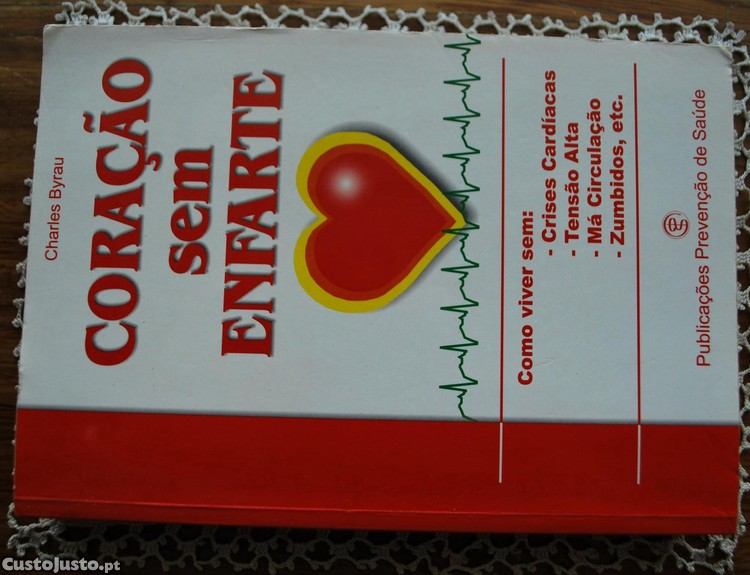 Charles Byrau
CORAÇÃO
sem
ENFARTE
Como viver sem:
- Crises Cardíacas
- Tensão Alta
- Má Circulação
- Zumbidos, etc.
Publicações Prevenção de Saúde
CustoJusto.pt